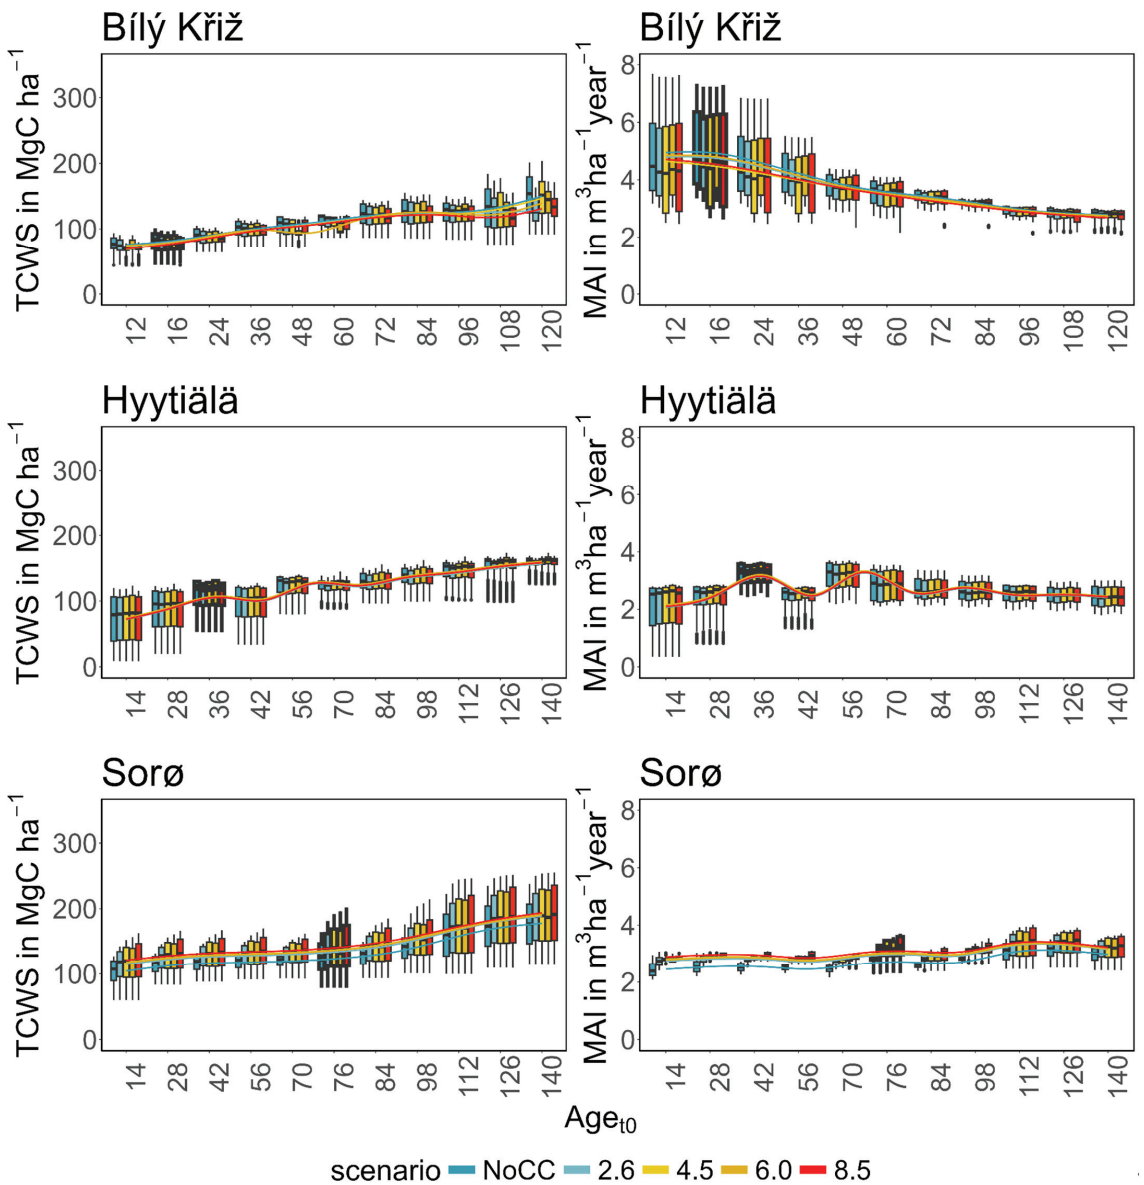 Bílý Křiž
Bílý Křiž
TCWS in MgC ha⁻¹
300
200
100
0
12 16 24 36 48 60 72 84 96 108 120
MAI in m³ha⁻¹year⁻¹
8
6
4
2
0
12 16 24 36 48 60 72 84 96 108 120
Hyytiälä
Hyytiälä
TCWS in MgC ha⁻¹
300
200
100
0
14 28 36 42 56 70 84 98 112 126 140
MAI in m³ha⁻¹year⁻¹
8
6
4
2
0
14 28 36 42 56 70 84 98 112 126 140
Sorø
Sorø
TCWS in MgC ha⁻¹
300
200
100
0
14 28 42 56 70 76 84 98 112 126 140
MAI in m³ha⁻¹year⁻¹
8
6
4
2
0
14 28 42 56 70 76 84 98 112 126 140
Age_t0
scenario NoCC 2.6 4.5 6.0 8.5